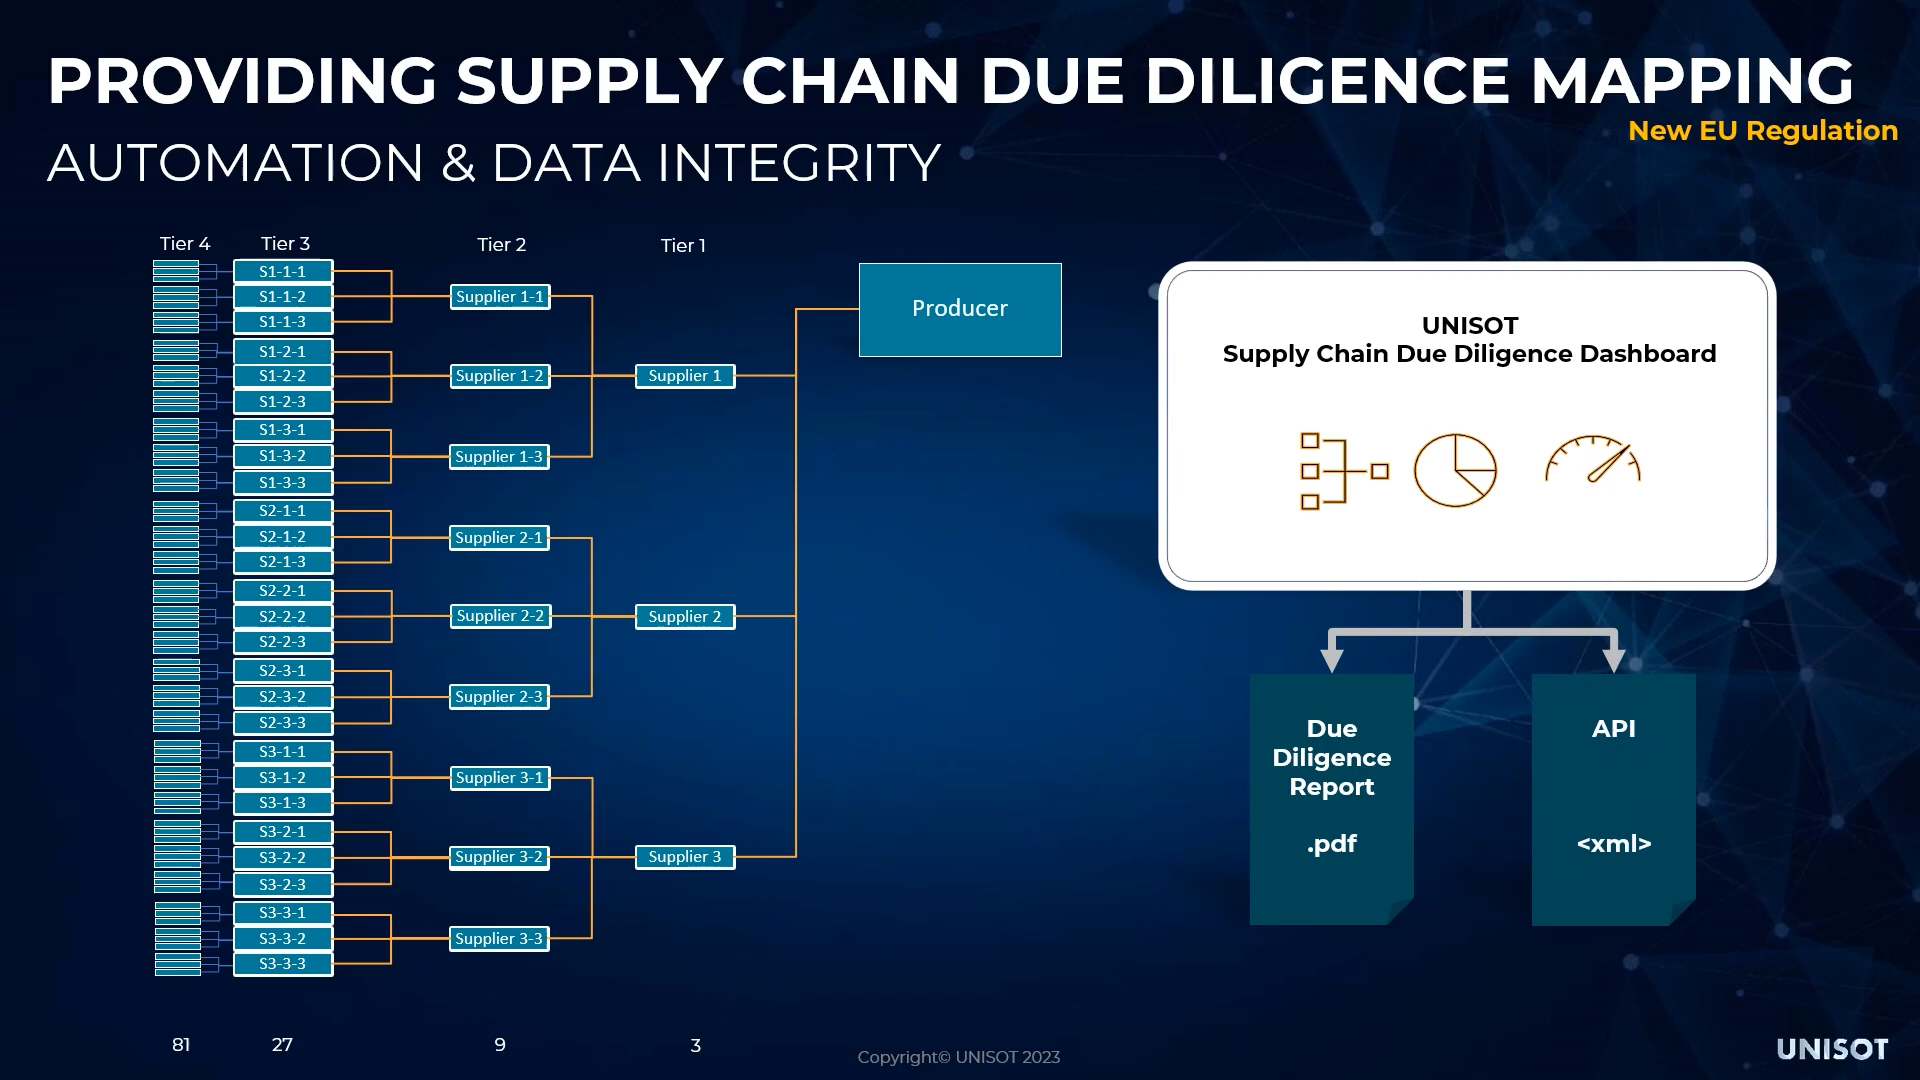 PROVIDING SUPPLY CHAIN DUE DILIGENCE MAPPING
New EU Regulation
AUTOMATION & DATA INTEGRITY
Tier 4
Tier 3
Tier 2
Tier 1
S1-1-1
S1-1-2
S1-1-3
S1-2-1
S1-2-2
S1-2-3
S1-3-1
S1-3-2
S1-3-3
S2-1-1
S2-1-2
S2-1-3
S2-2-1
S2-2-2
S2-2-3
S2-3-1
S2-3-2
S2-3-3
S3-1-1
S3-1-2
S3-1-3
S3-2-1
S3-2-2
S3-2-3
S3-3-1
S3-3-2
S3-3-3
Supplier 1-1
Supplier 1-2
Supplier 1-3
Supplier 2-1
Supplier 2-2
Supplier 2-3
Supplier 3-1
Supplier 3-2
Supplier 3-3
Supplier 1
Supplier 2
Supplier 3
Producer
UNISOT
Supply Chain Due Diligence Dashboard
Due
Diligence
Report
.pdf
API
<xml>
81
27
9
3
Copyright© UNISOT 2023
UNISOT